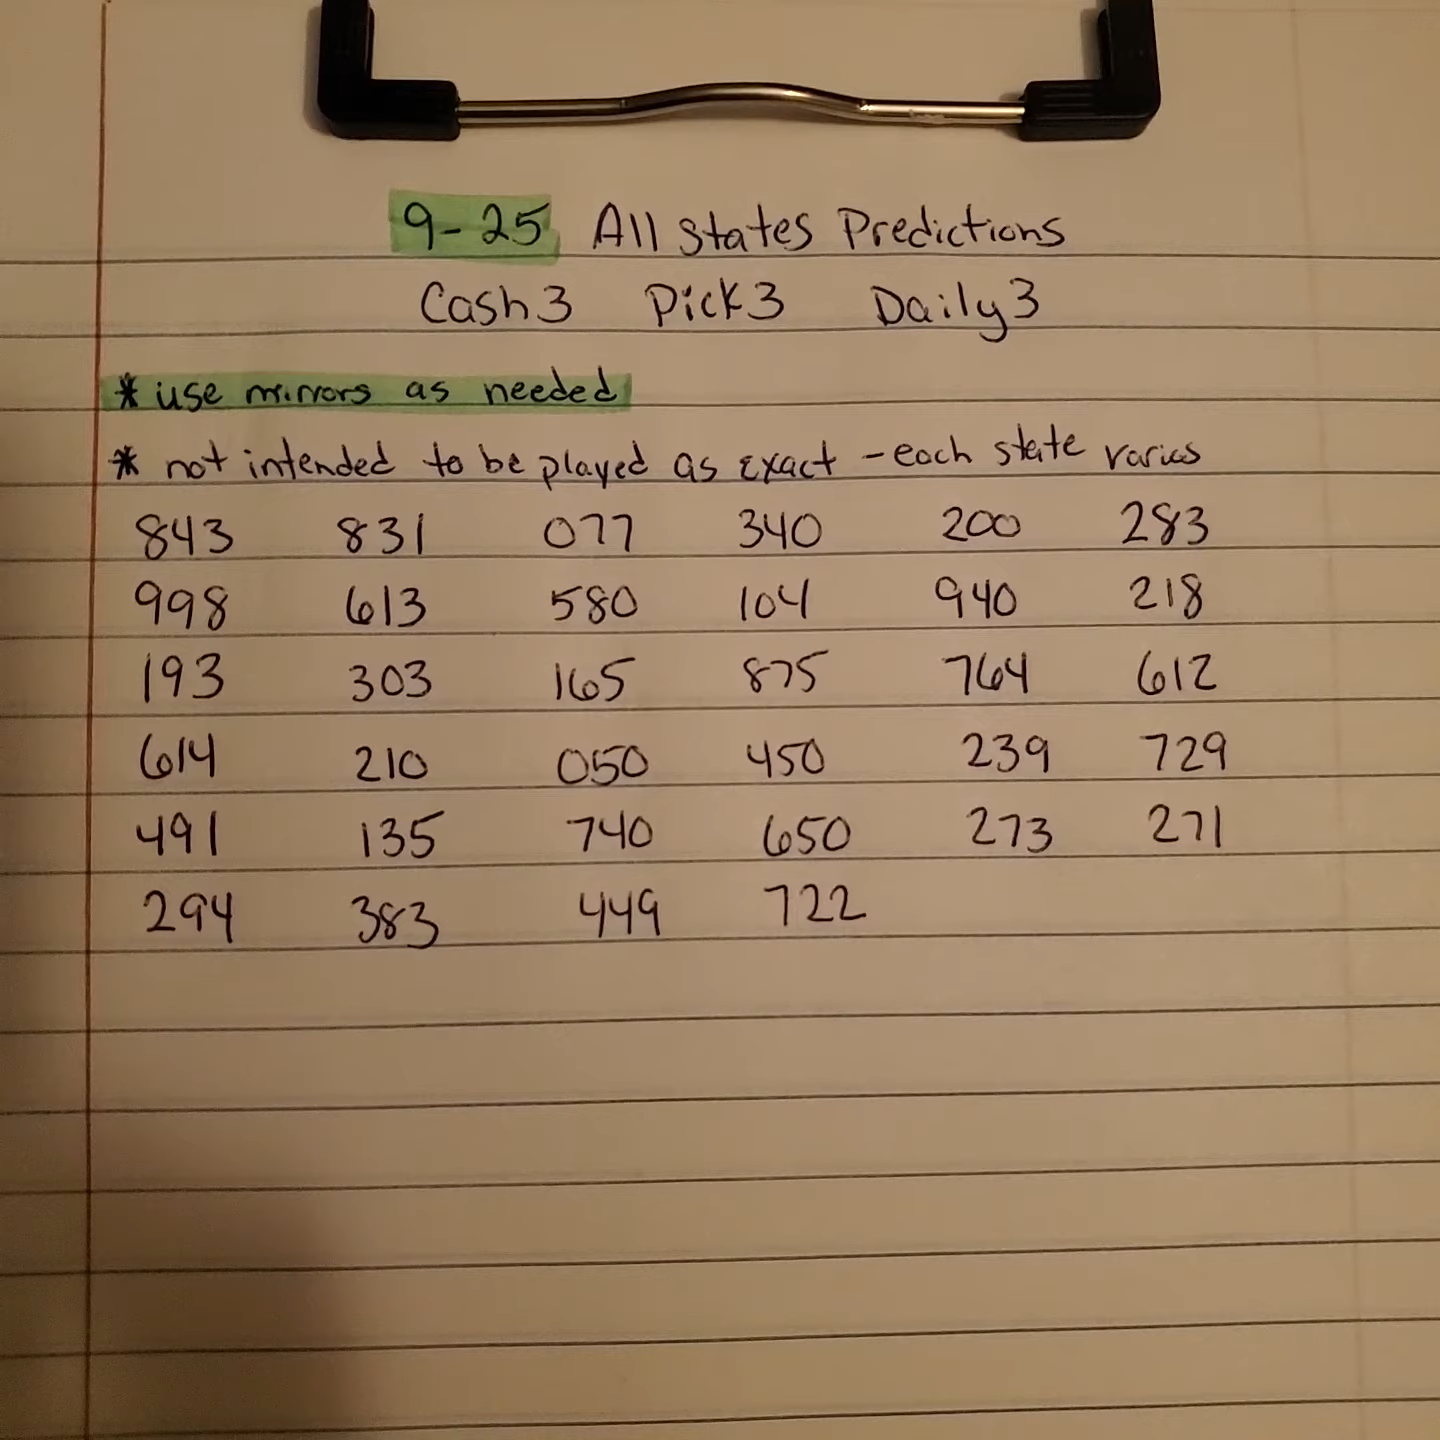 9-25 All States Predictions
Cash3 Pick3 Daily3
* use mirrors as needed
* not intended to be played as exact - each state varies
843 831 077 340 200 283
998 613 580 104 940 218
193 303 165 875 764 612
614 210 050 450 239 729
491 135 740 650 273 271
294 383 449 722